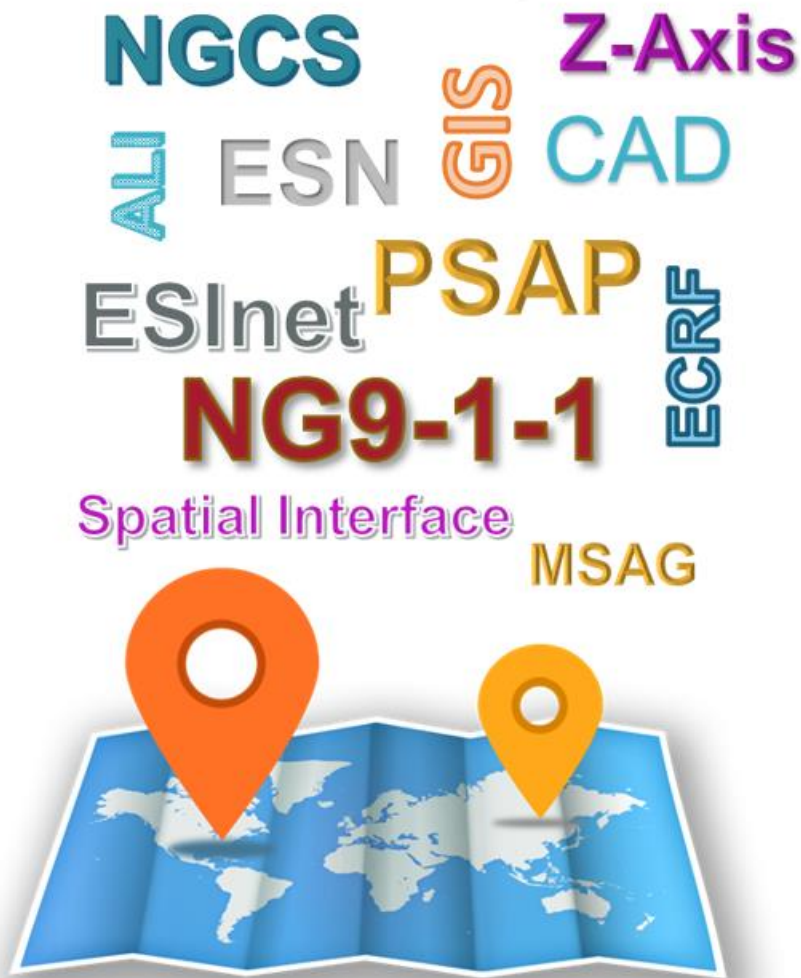 NGCS
Z-Axis
ALI
ESN
GIS
CAD
ESInet
PSAP
ECRF
NG9-1-1
Spatial Interface
MSAG